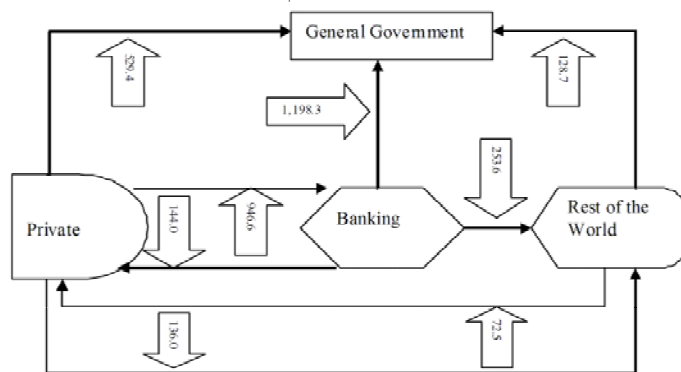 General Government
529.4
128.7
1,198.3
253.6
144.0
946.6
Private
Banking
Rest of the
World
136.0
72.5